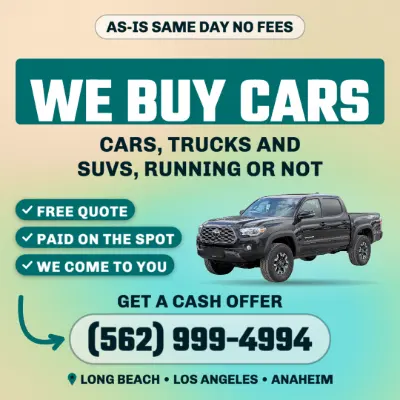 AS-IS SAME DAY NO FEES
WE BUY CARS
CARS, TRUCKS AND
SUVS, RUNNING OR NOT
FREE QUOTE
PAID ON THE SPOT
WE COME TO YOU
GET A CASH OFFER
(562) 999-4994
LONG BEACH • LOS ANGELES • ANAHEIM